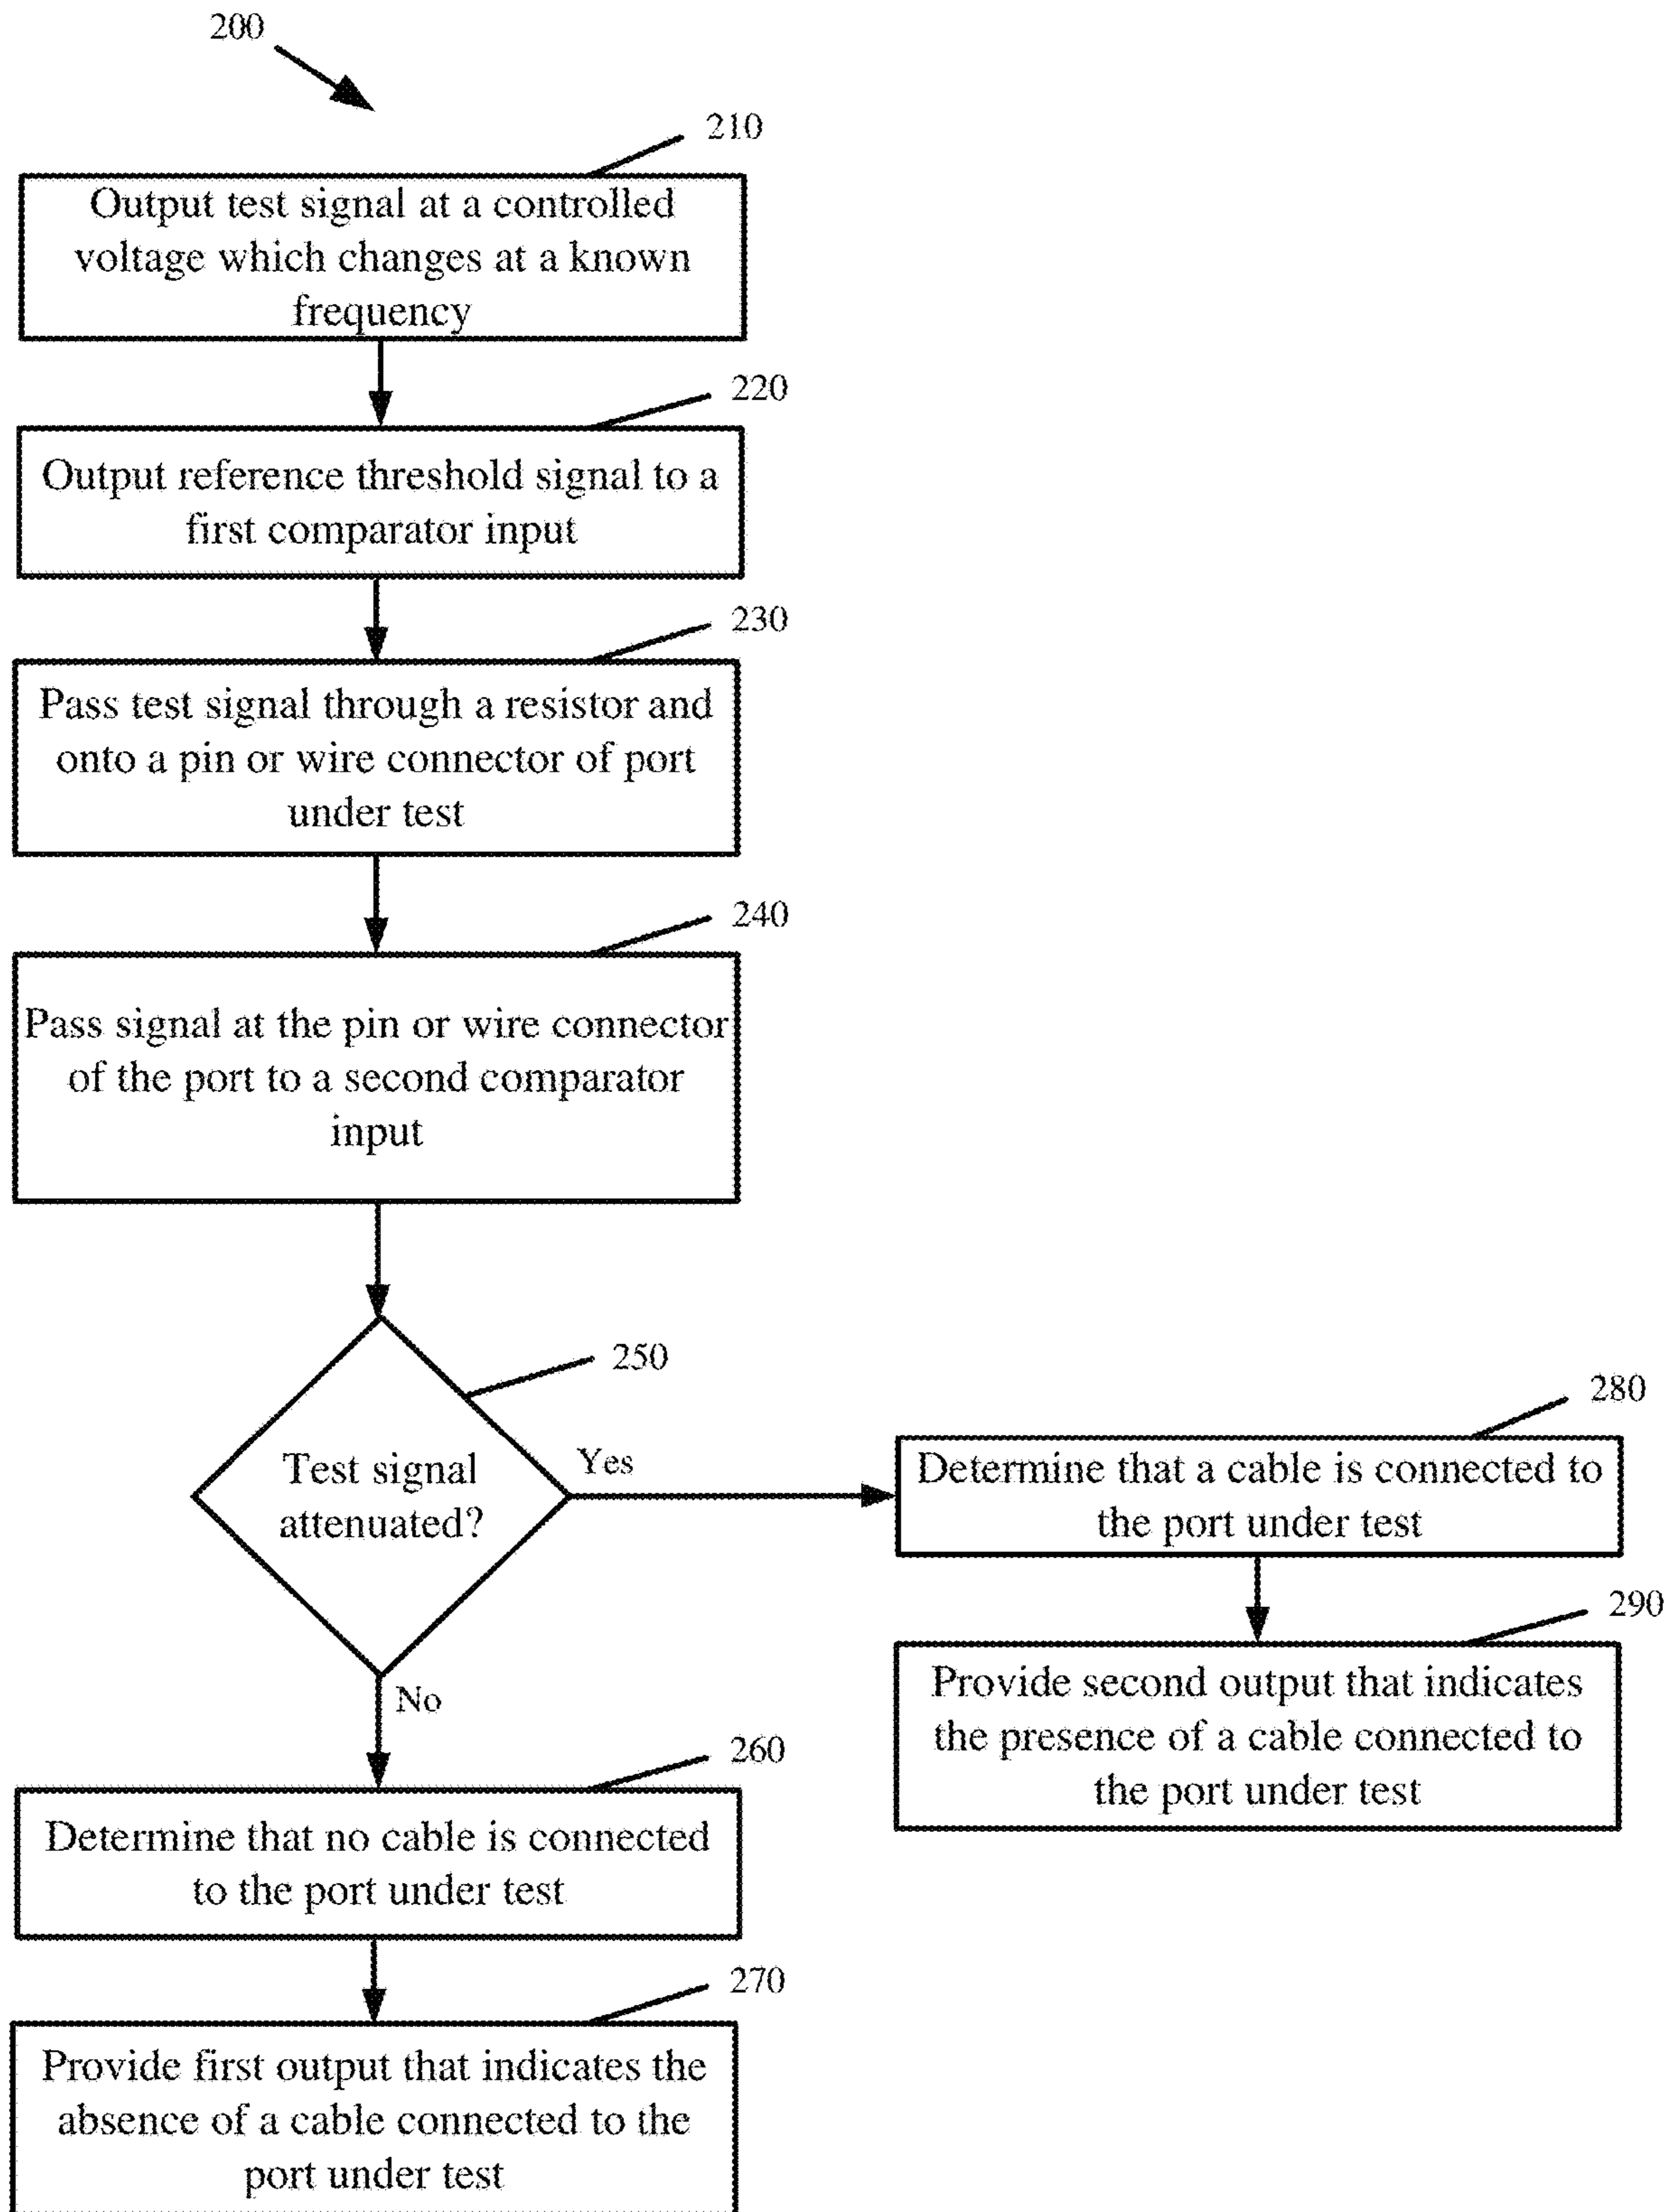 200
210
Output test signal at a controlled
voltage which changes at a known
frequency
220
Output reference threshold signal to a
first comparator input
230
Pass test signal through a resistor and
onto a pin or wire connector of port
under test
240
Pass signal at the pin or wire connector
of the port to a second comparator
input
250
Test signal
attenuated?
Yes
No
280
Determine that a cable is connected to
the port under test
290
Provide second output that indicates
the presence of a cable connected to
the port under test
260
Determine that no cable is connected
to the port under test
270
Provide first output that indicates the
absence of a cable connected to the
port under test